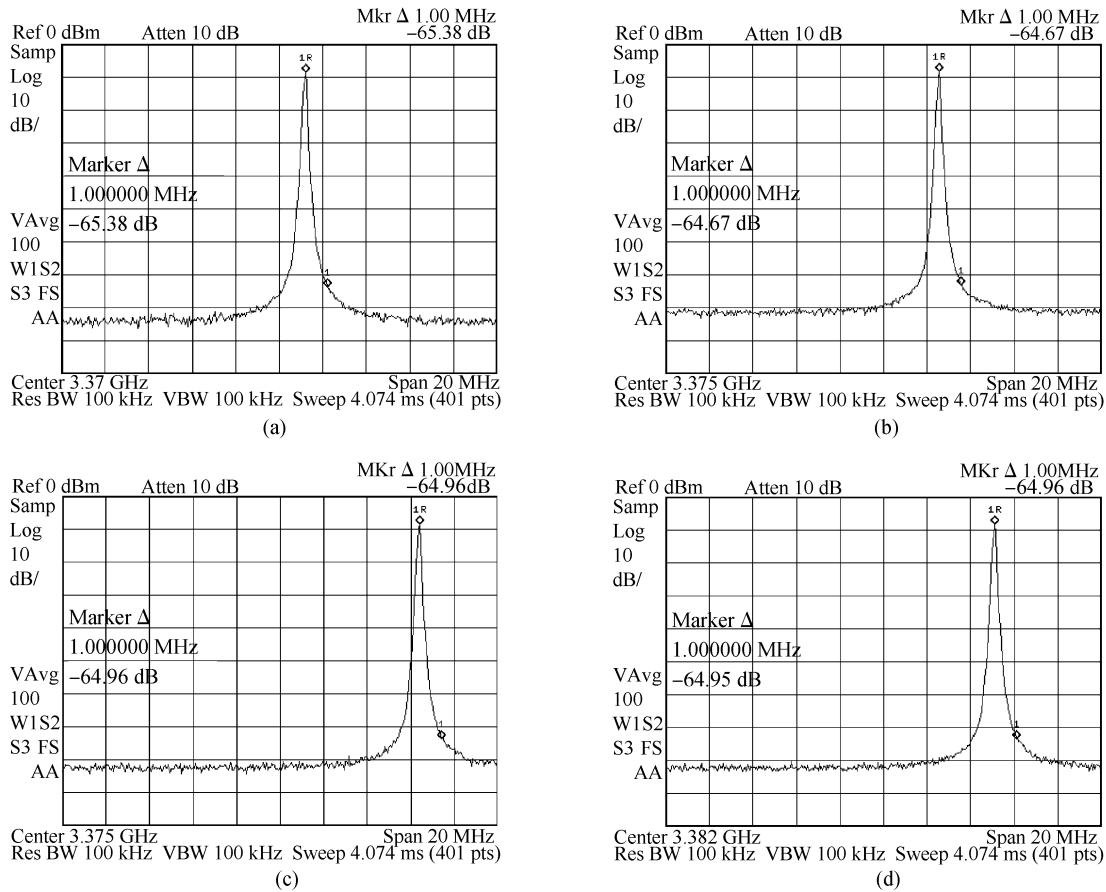 Mkr Δ 1.00 MHz
Ref 0 dBm Atten 10 dB −65.38 dB
Samp
Log
10
dB/
1R
Marker Δ
1.000000 MHz
−65.38 dB
VAvg
100
W1S2
S3 FS
AA
1
Center 3.37 GHz Span 20 MHz
Res BW 100 kHz VBW 100 kHz Sweep 4.074 ms (401 pts)
(a)
Mkr Δ 1.00 MHz
Ref 0 dBm Atten 10 dB −64.67 dB
Samp
Log
10
dB/
1R
Marker Δ
1.000000 MHz
−64.67 dB
VAvg
100
W1S2
S3 FS
AA
1
Center 3.375 GHz Span 20 MHz
Res BW 100 kHz VBW 100 kHz Sweep 4.074 ms (401 pts)
(b)
MKr Δ 1.00MHz
Ref 0 dBm Atten 10 dB −64.96dB
Samp
Log
10
dB/
1R
Marker Δ
1.000000 MHz
−64.96 dB
VAvg
100
W1S2
S3 FS
AA
1
Center 3.375 GHz Span 20 MHz
Res BW 100 kHz VBW 100 kHz Sweep 4.074 ms (401 pts)
(c)
MKr Δ 1.00MHz
Ref 0 dBm Atten 10 dB −64.96dB
Samp
Log
10
dB/
1R
Marker Δ
1.000000 MHz
−64.95 dB
VAvg
100
W1S2
S3 FS
AA
1
Center 3.382 GHz Span 20 MHz
Res BW 100 kHz VBW 100 kHz Sweep 4.074 ms (401 pts)
(d)